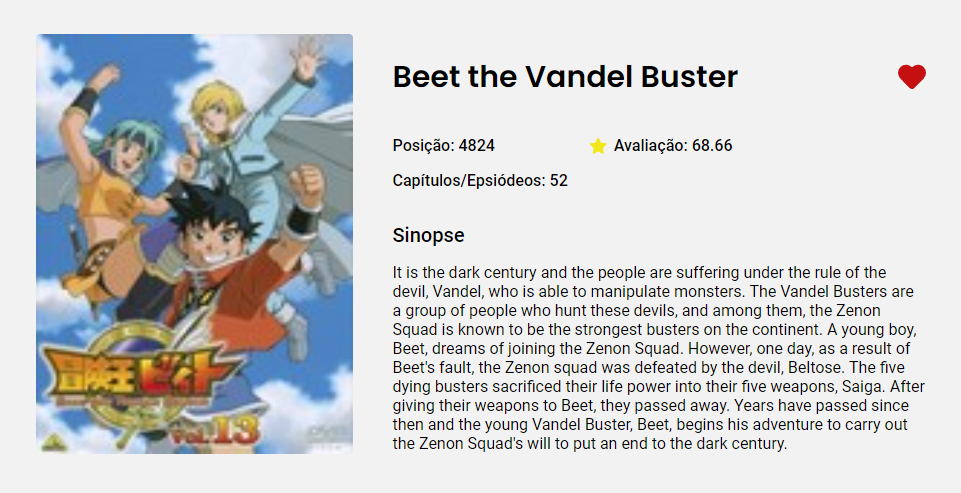 Beet the Vandel Buster
Posição: 4824
Avaliação: 68.66
Capítulos/Epsiódeos: 52
Sinopse
It is the dark century and the people are suffering under the rule of the
devil, Vandel, who is able to manipulate monsters. The Vandel Busters are
a group of people who hunt these devils, and among them, the Zenon
Squad is known to be the strongest busters on the continent. A young boy,
Beet, dreams of joining the Zenon Squad. However, one day, as a result of
Beet's fault, the Zenon squad was defeated by the devil, Beltose. The five
dying busters sacrificed their life power into their five weapons, Saiga. After
giving their weapons to Beet, they passed away. Years have passed since
then and the young Vandel Buster, Beet, begins his adventure to carry out
the Zenon Squad's will to put an end to the dark century.
冒険王ビィト
Vol.13